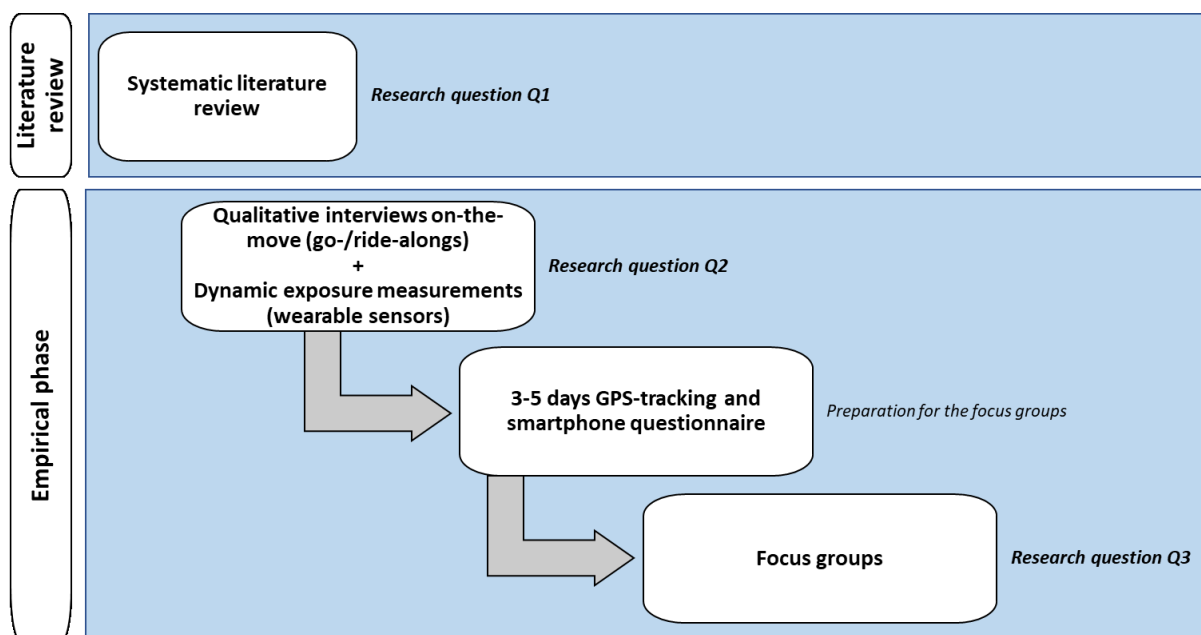 Literature
review
Systematic literature
review
Research question Q1
Empirical phase
Qualitative interviews on-the-
move (go-/ride-alongs)
+
Dynamic exposure measurements
(wearable sensors)
Research question Q2
3-5 days GPS-tracking and
smartphone questionnaire
Preparation for the focus groups
Focus groups
Research question Q3